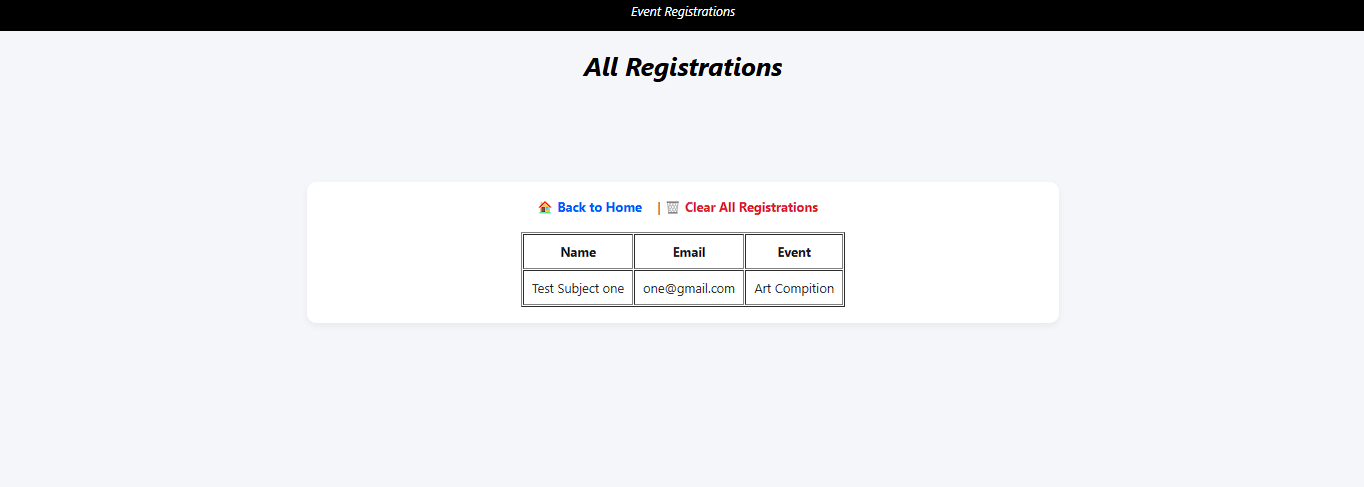 Event Registrations
All Registrations
🏠 Back to Home | 🗑️ Clear All Registrations
Name Email Event
Test Subject one one@gmail.com Art Compition